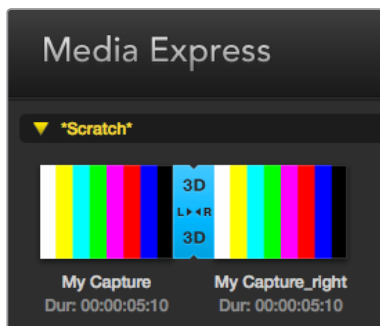 Media Express
*Scratch*
3D
L▶◀R
3D
My Capture My Capture_right
Dur: 00:00:05:10 Dur: 00:00:05:10